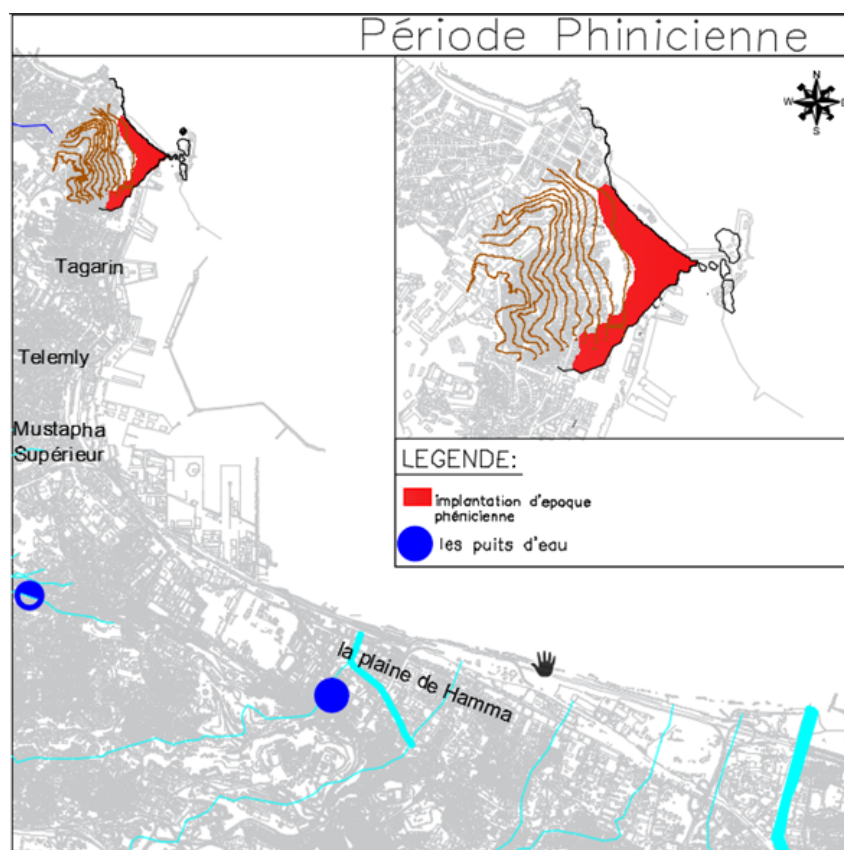 Période Phinicienne
N
W
E
S
Tagarin
Telemly
Mustapha
Supérieur
LEGENDE:
implantation d'epoque
phénicienne
les puits d'eau
la plaine de Hamma